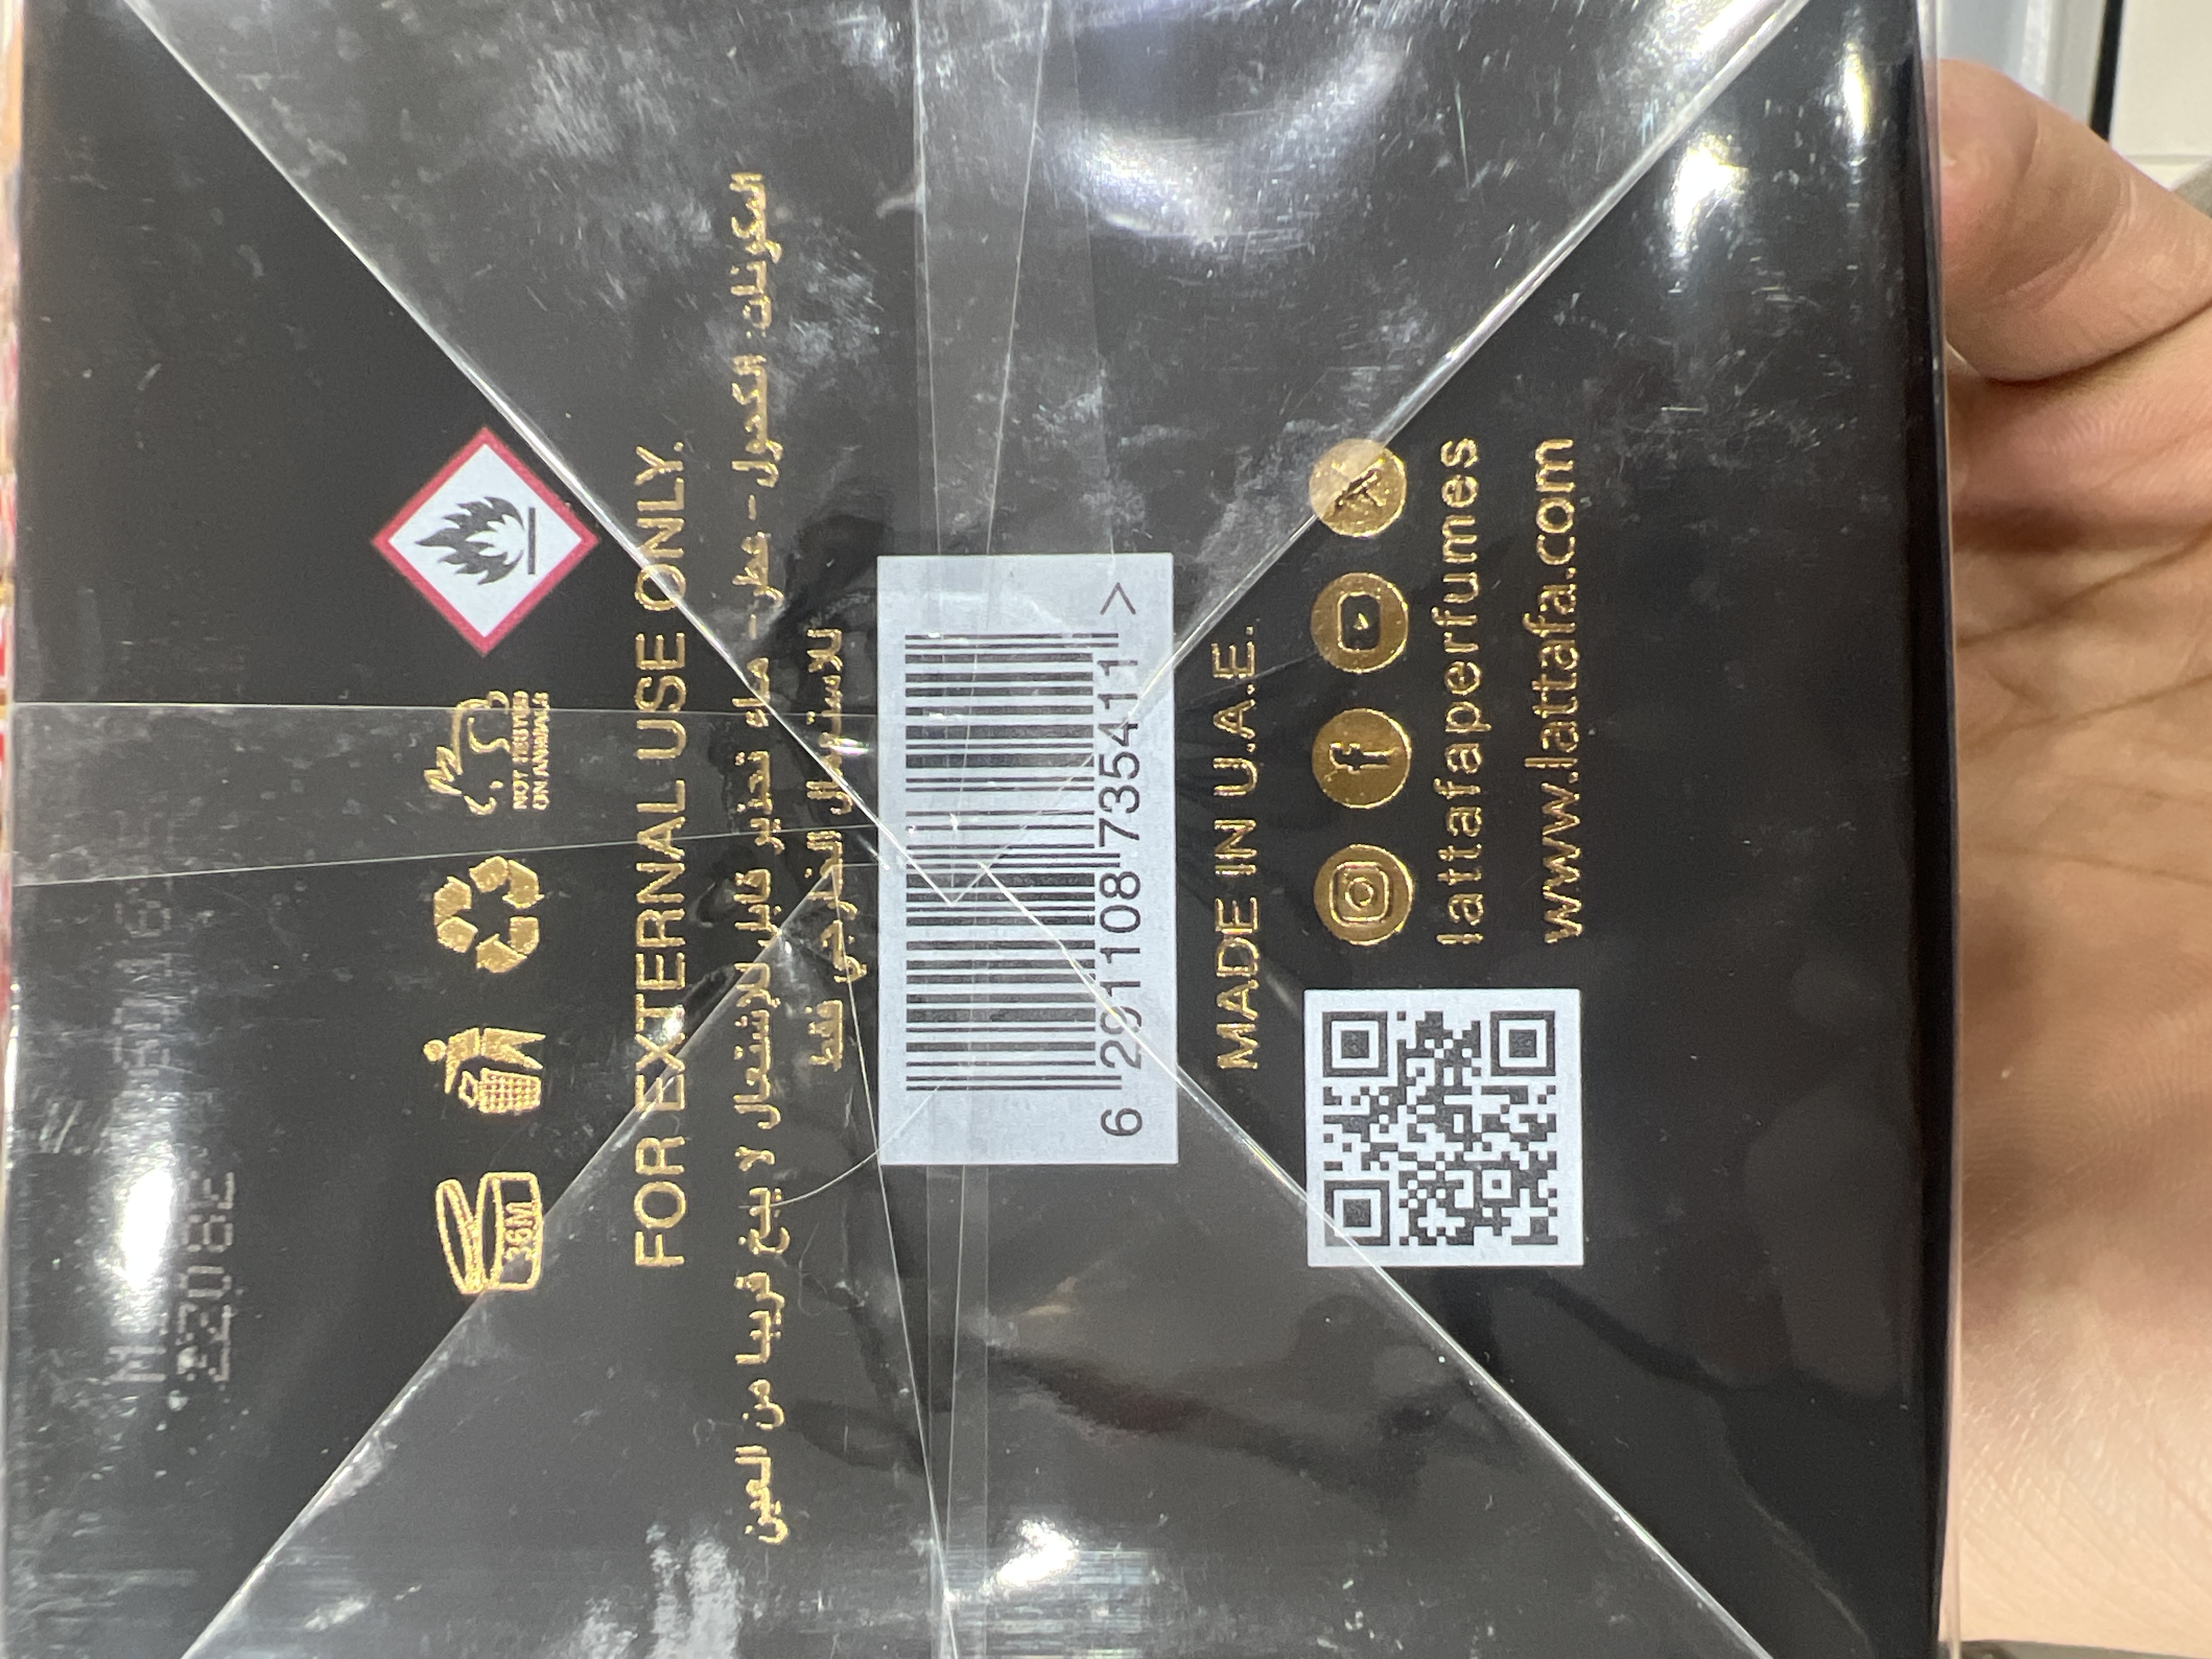 36M
NOT TESTED
ON ANIMALS
FOR EXTERNAL USE ONLY.
المكونات: الكحول - عطر - ماء تحذير قابل للإشتعال لا يبخ قريبا من العين
للاستعمال الخارجي فقط
6 291108 735411 >
MADE IN U.A.E.
lattafaperfumes
www.lattafa.com